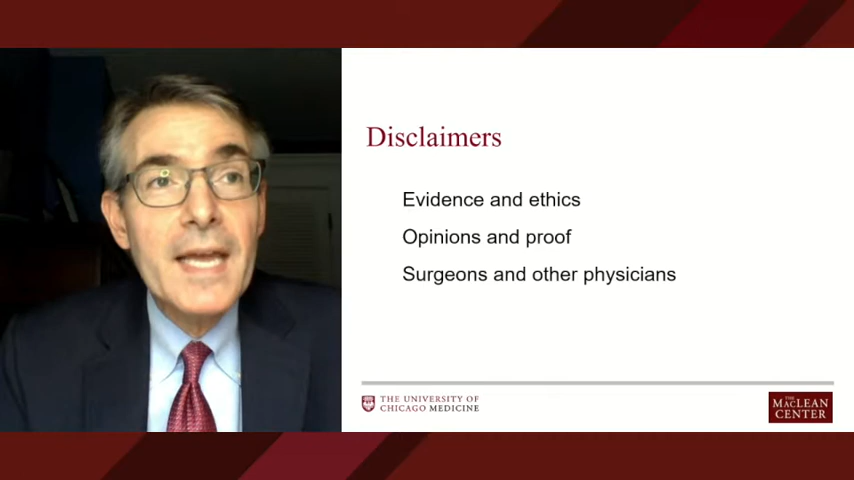 Disclaimers
Evidence and ethics
Opinions and proof
Surgeons and other physicians
THE UNIVERSITY OF
CHICAGO MEDICINE
THE
MACLEAN
CENTER